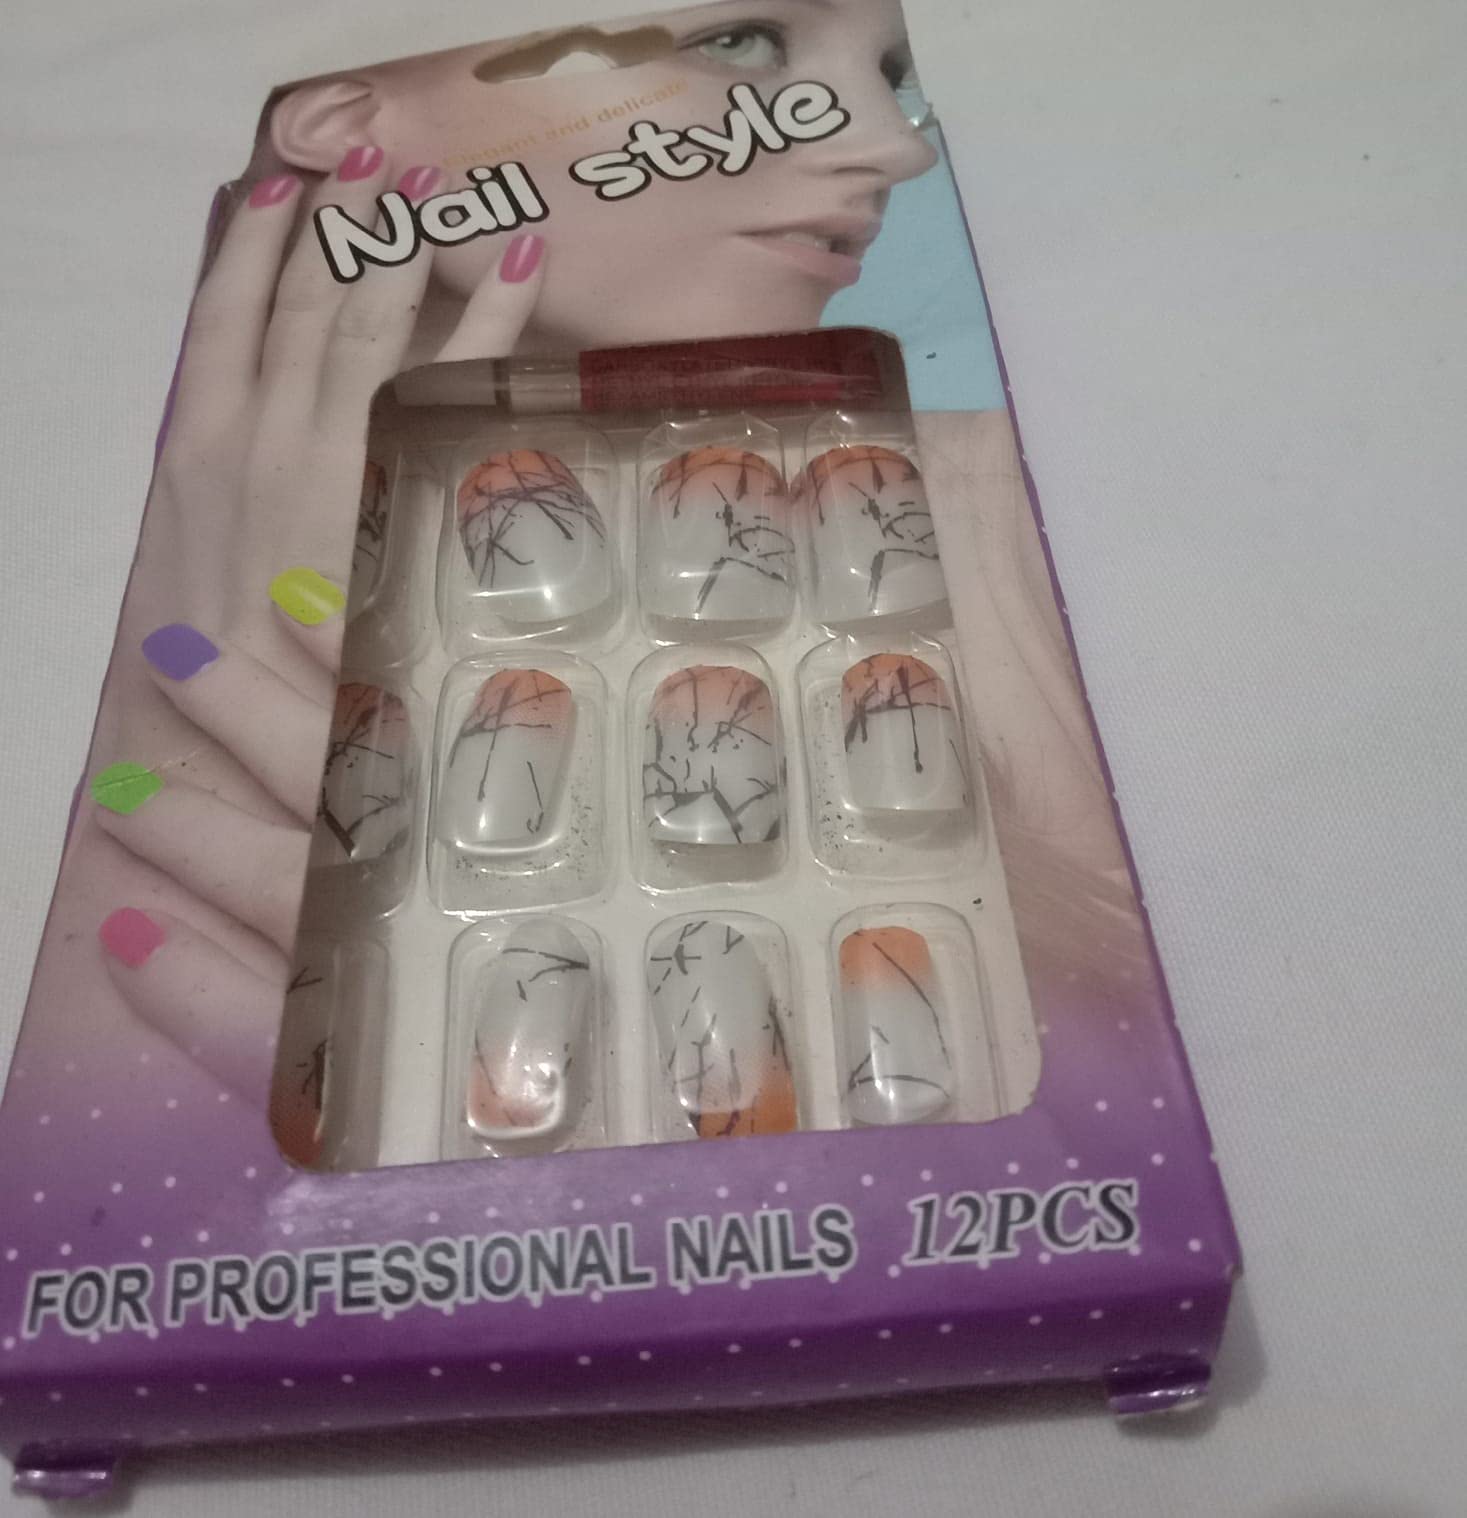 Elegant and delicate
Nail style
FOR PROFESSIONAL NAILS 12PCS